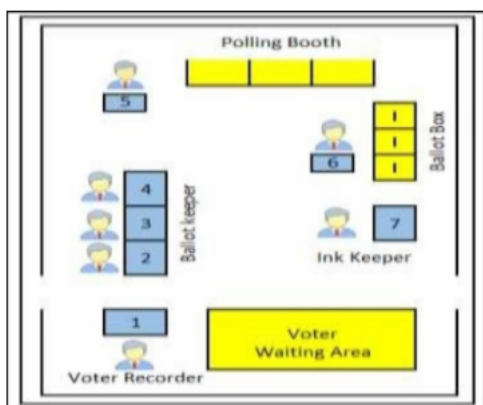 Polling Booth
5
I
I
I
Ballot Box
6
4
3
2
Ballot keeper
7
Ink Keeper
1
Voter
Waiting Area
Voter Recorder